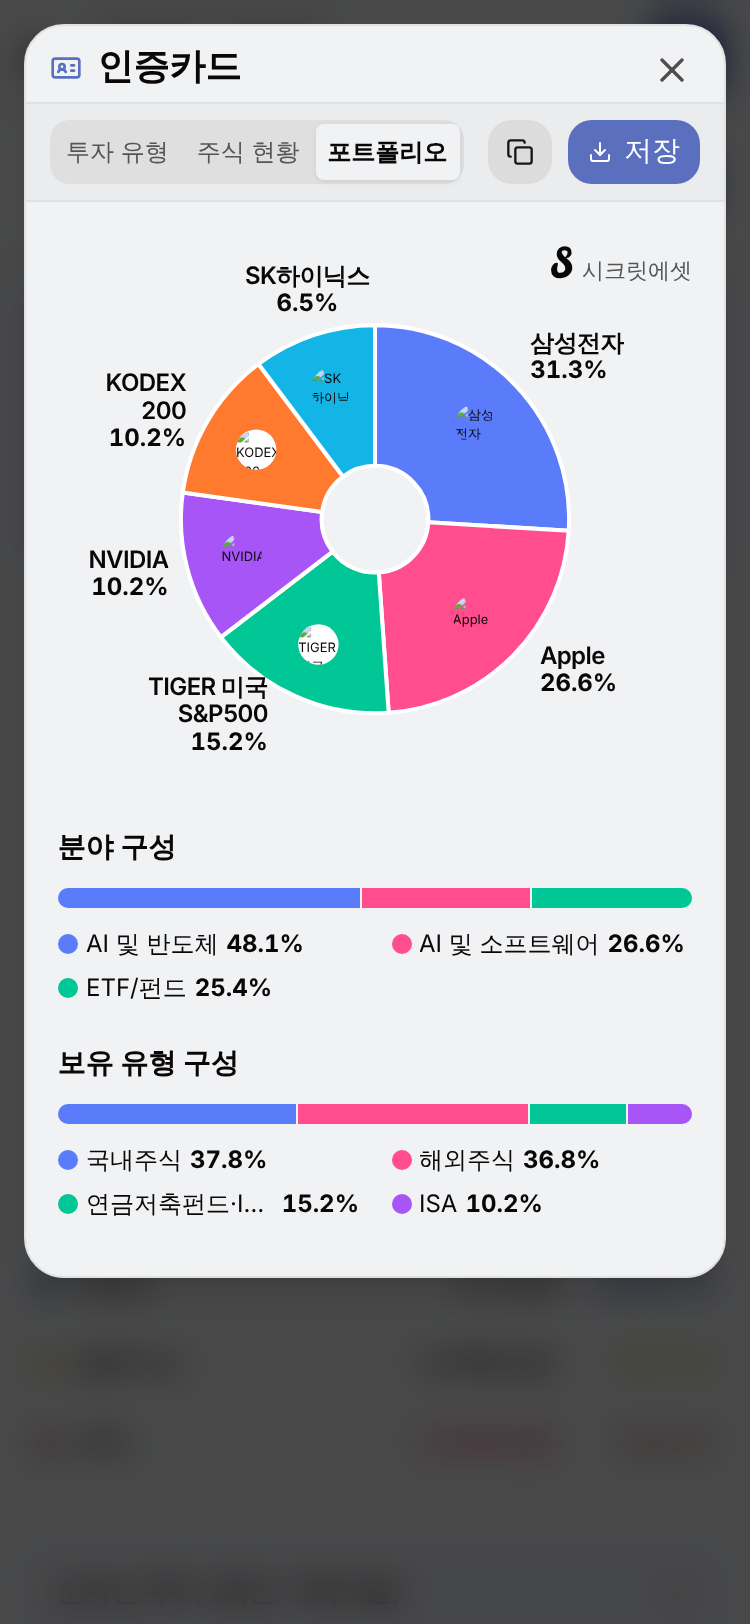 인증카드
투자 유형
주식 현황
포트폴리오
저장
시크릿에셋
SK하이닉스
6.5%
삼성전자
31.3%
KODEX
200
10.2%
NVIDIA
10.2%
TIGER 미국
S&P500
15.2%
Apple
26.6%
SK
하이닉
삼성
전자
KODEX
NVIDIA
TIGER
Apple
분야 구성
AI 및 반도체 48.1%
AI 및 소프트웨어 26.6%
ETF/펀드 25.4%
보유 유형 구성
국내주식 37.8%
해외주식 36.8%
연금저축펀드·I... 15.2%
ISA 10.2%